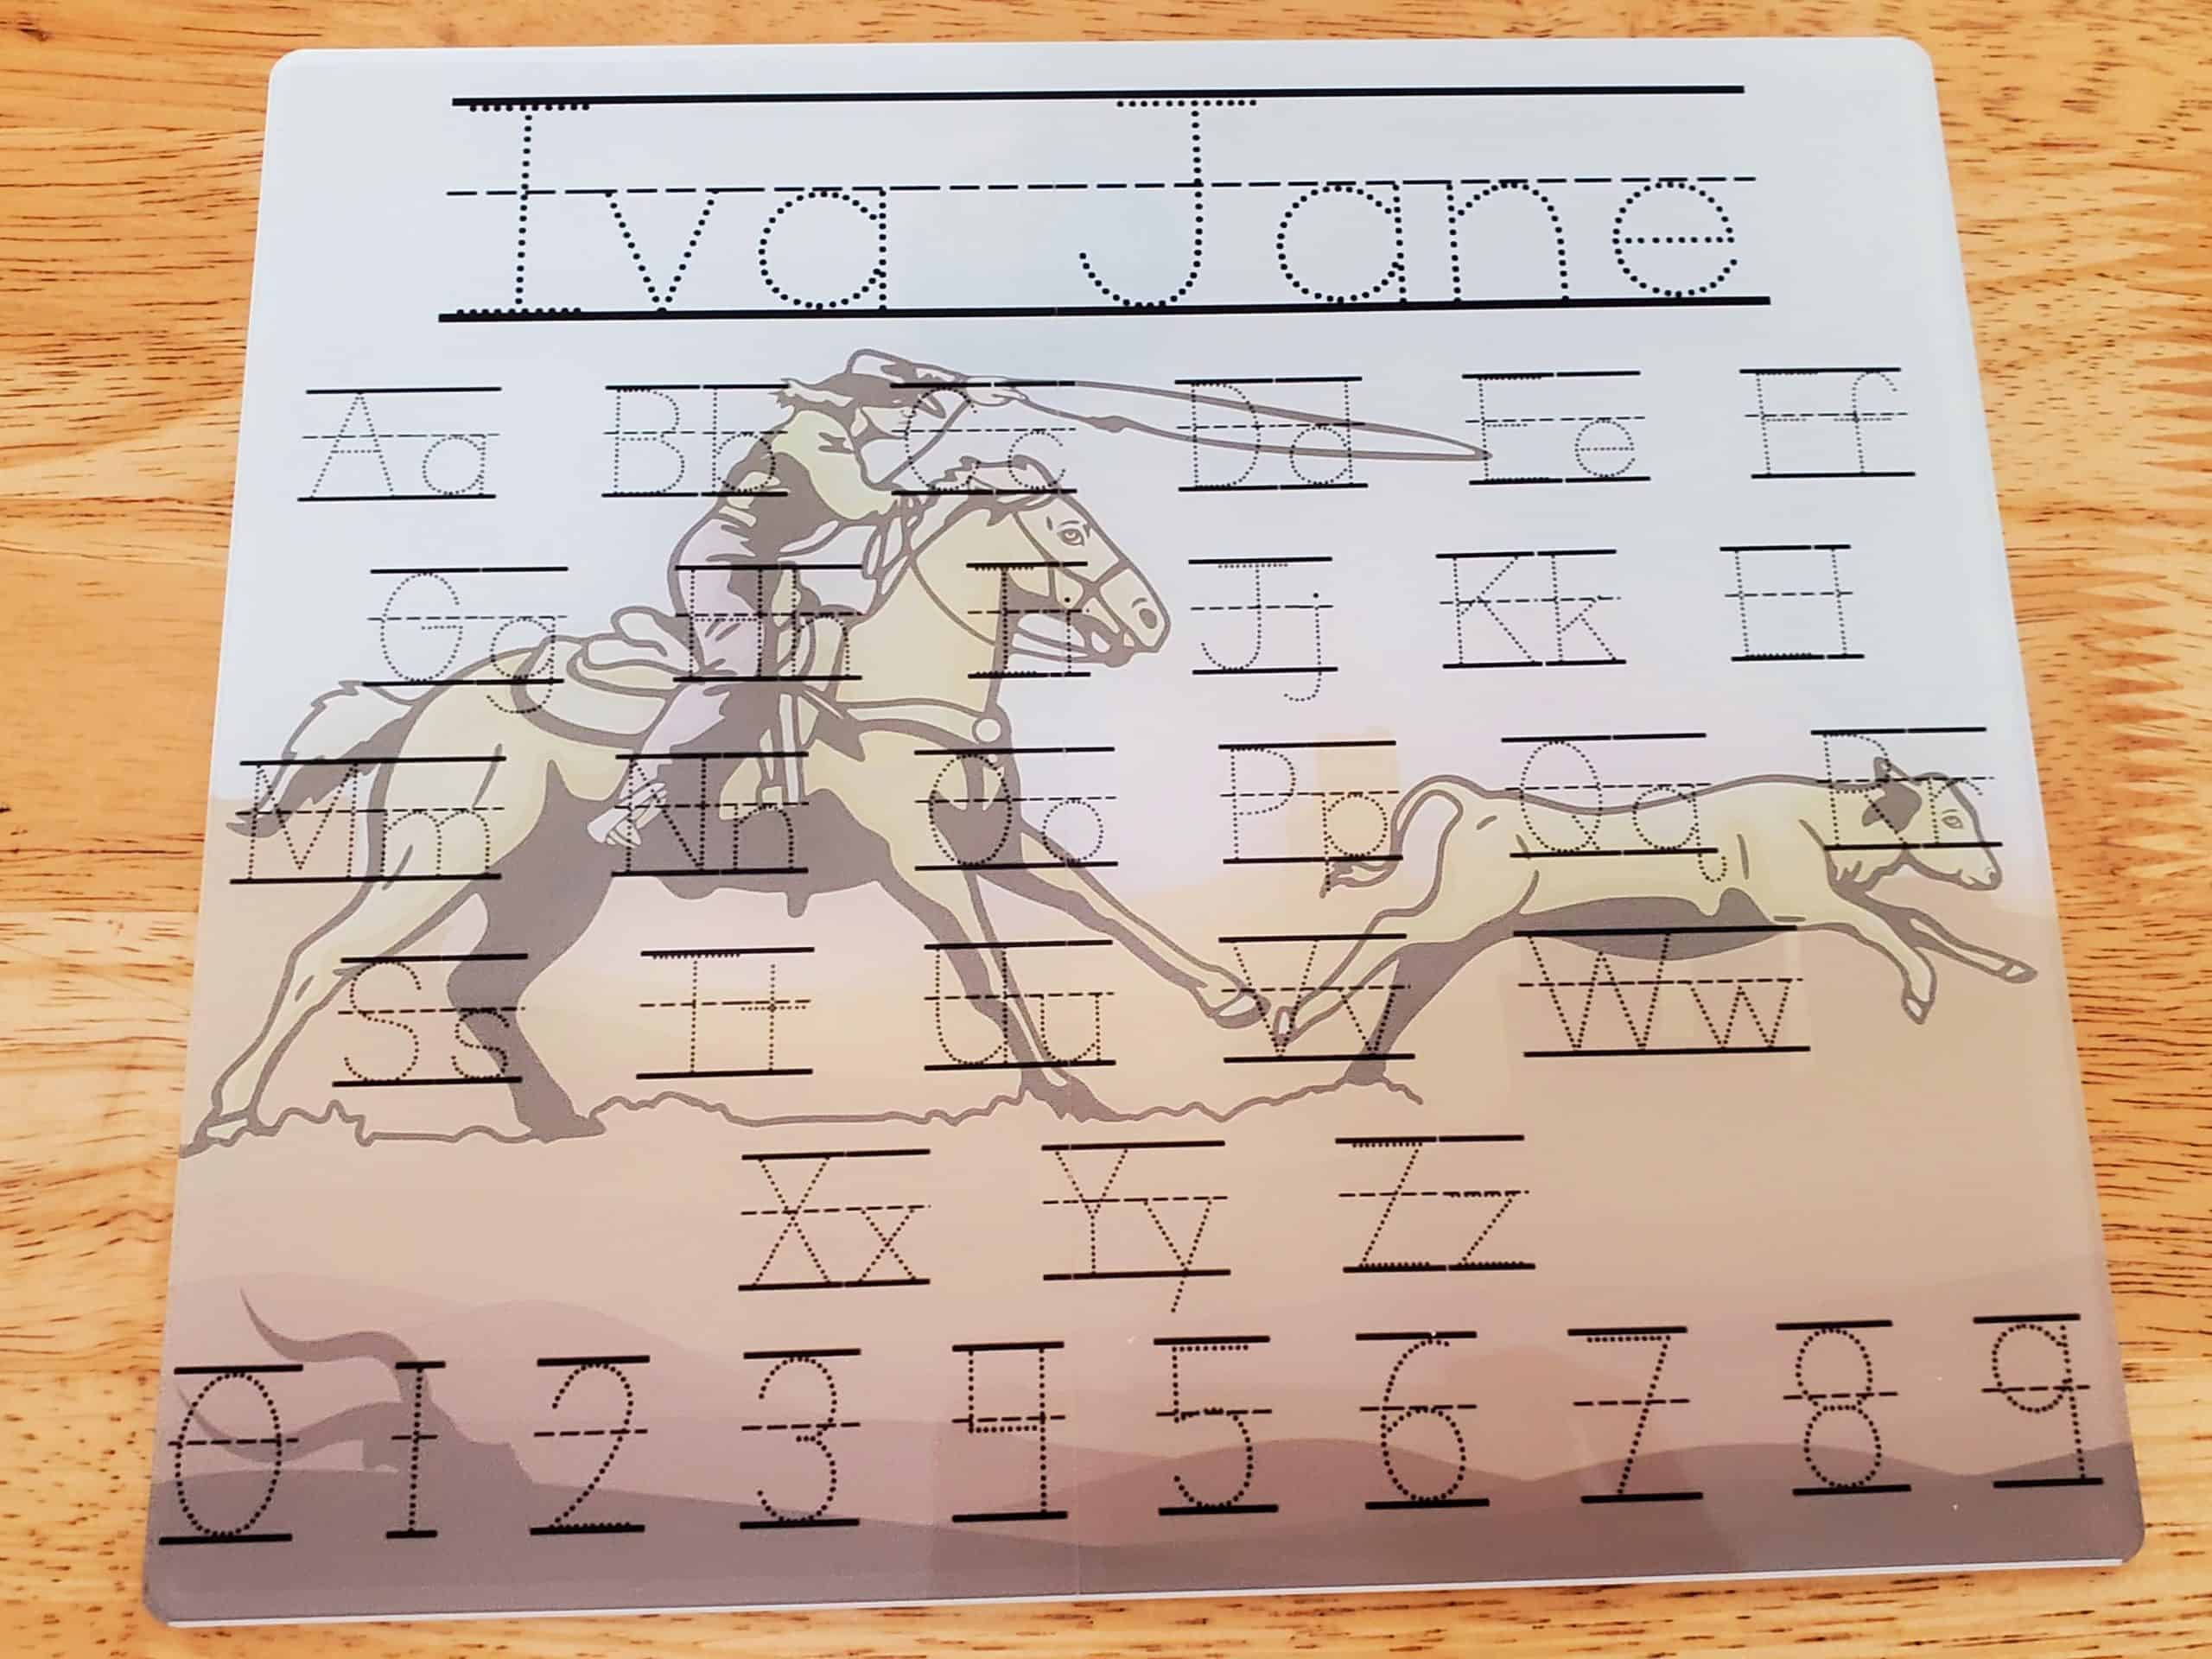 Iva Jane
Aa Bb Cc Dd Ee Ff
Gg Hh Ii Jj Kk Ll
Mm Nn Oo Pp Qq Rr
Ss Tt Uu Vv Ww
Xx Yy Zz
0 1 2 3 4 5 6 7 8 9